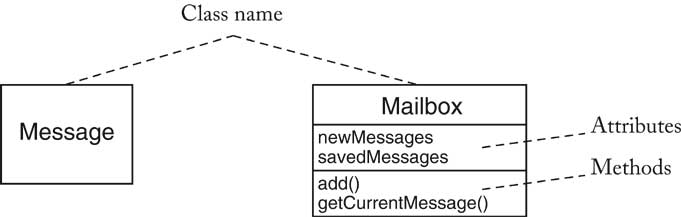 Class name
Message
Mailbox
newMessages
savedMessages
Attributes
add()
getCurrentMessage()
Methods